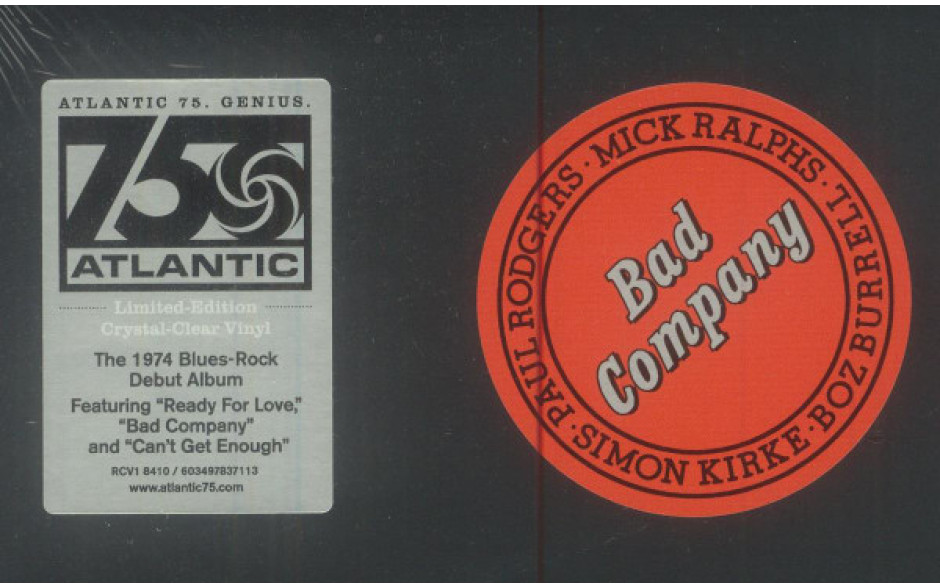 ATLANTIC 75. GENIUS.
75
ATLANTIC
Limited-Edition
Crystal-Clear Vinyl
The 1974 Blues-Rock
Debut Album
Featuring “Ready For Love,”
“Bad Company”
and “Can't Get Enough”
RCV1 8410 / 603497837113
www.atlantic75.com
PAUL RODGERS · MICK RALPHS · BOZ BURRELL · SIMON KIRKE ·
Bad
Company